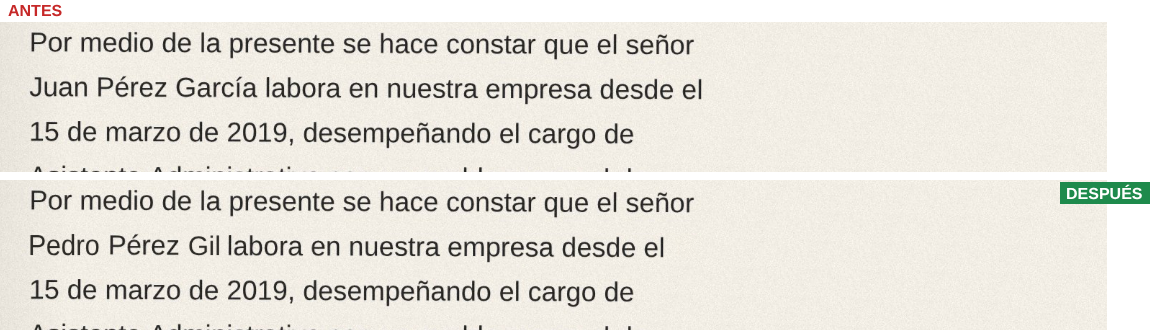 ANTES
Por medio de la presente se hace constar que el señor
Juan Pérez García labora en nuestra empresa desde el
15 de marzo de 2019, desempeñando el cargo de
DESPUÉS
Por medio de la presente se hace constar que el señor
Pedro Pérez Gil labora en nuestra empresa desde el
15 de marzo de 2019, desempeñando el cargo de